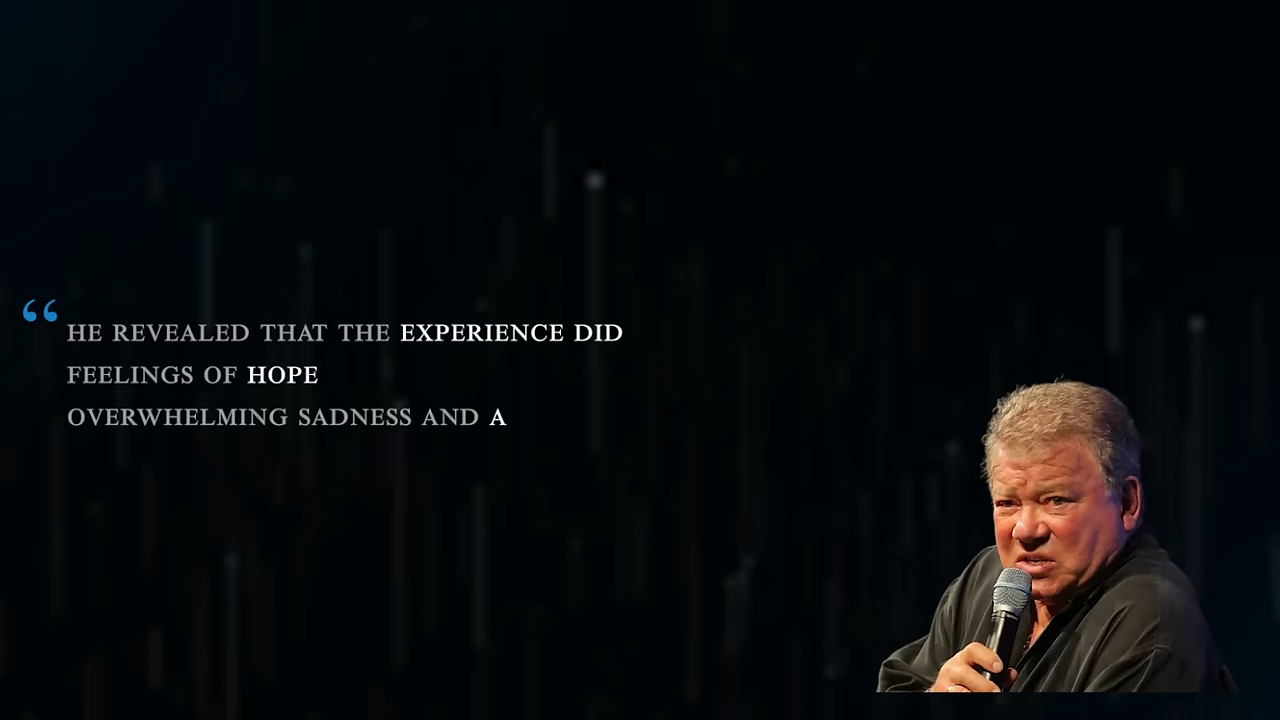 “HE REVEALED THAT THE EXPERIENCE DID
FEELINGS OF HOPE
OVERWHELMING SADNESS AND A